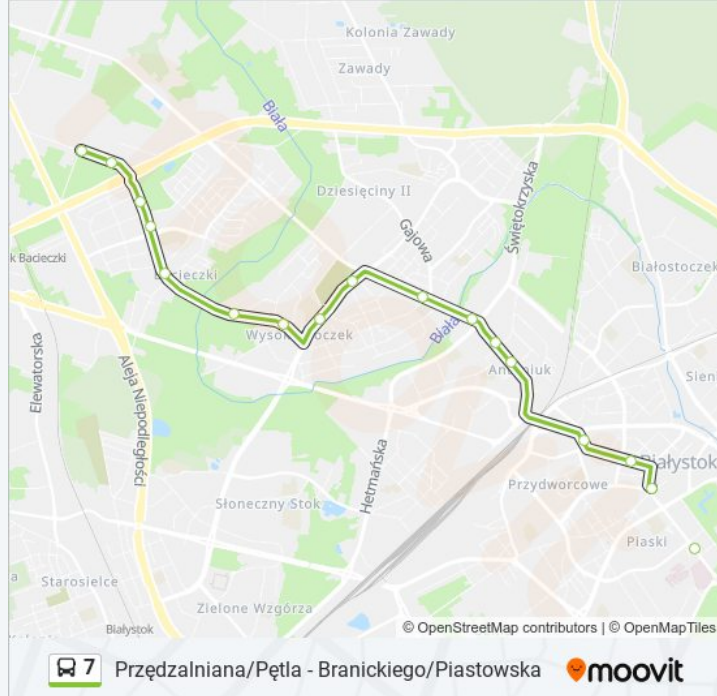 Kolonia Zawady
Zawady
Biała
Dziesięciny II
Świętokrzyska
Gajowa
k Bacieczki
Bacieczki
Białostoczek
Elewatorska
Wysoki Stoczek
Biała
Antoniuk
Sieni
Aleja Niepodległości
Hetmańska
Białystok
Przydworcowe
Słoneczny Stok
Piaski
a
Starosielce
Zielone Wzgórza
Białystok
© OpenStreetMap contributors | © OpenMapTiles
7 Przędzalniana/Pętla - Branickiego/Piastowska moovit